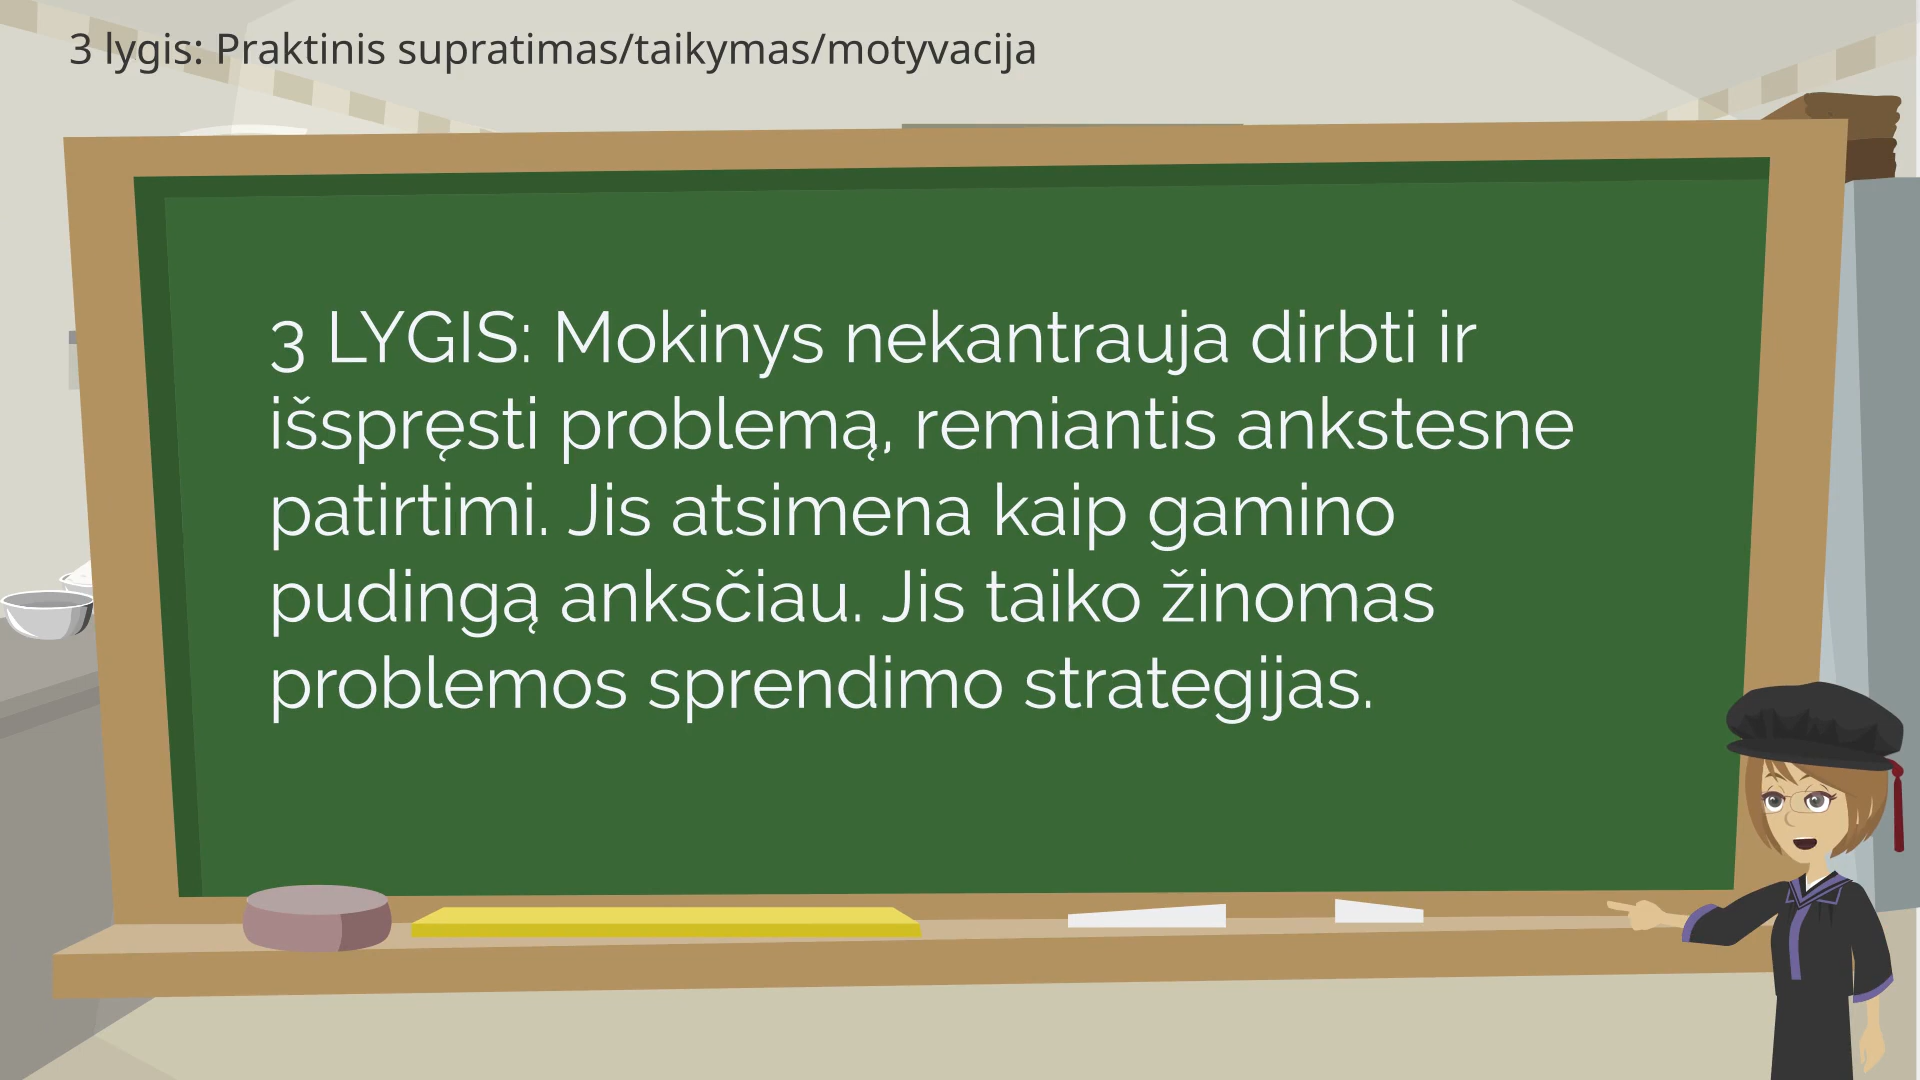 3 lygis: Praktinis supratimas/taikymas/motyvacija
3 LYGIS: Mokinys nekantrauja dirbti ir
išspręsti problemą, remiantis ankstesne
patirtimi. Jis atsimena kaip gamino
pudingą anksčiau. Jis taiko žinomas
problemos sprendimo strategijas.